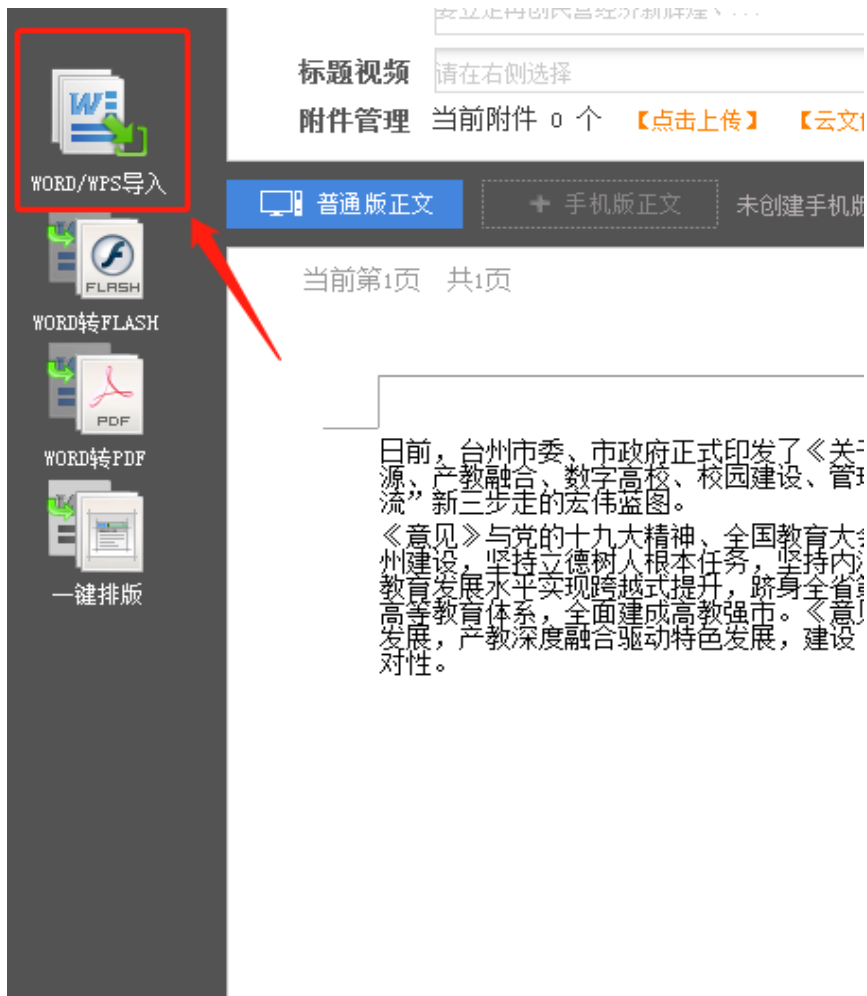 标题视频 请在右侧选择
附件管理 当前附件 0 个 【点击上传】 【云文
WORD/WPS导入
普通版正文 + 手机版正文 未创建手机版
FLASH
WORD转FLASH
当前第1页 共1页
PDF
WORD转PDF
一键排版
日前，台州市委、市政府正式印发了《关于
源、产教融合、数字高校、校园建设、管理
流”新三步走的宏伟蓝图。
《意见》与党的十九大精神、全国教育大会
州建设，坚持立德树人根本任务，坚持内涵
教育发展水平实现跨越式提升，跻身全省第
高等教育体系，全面建成高教强市。《意见
发展，产教深度融合驱动特色发展，建设
对性。